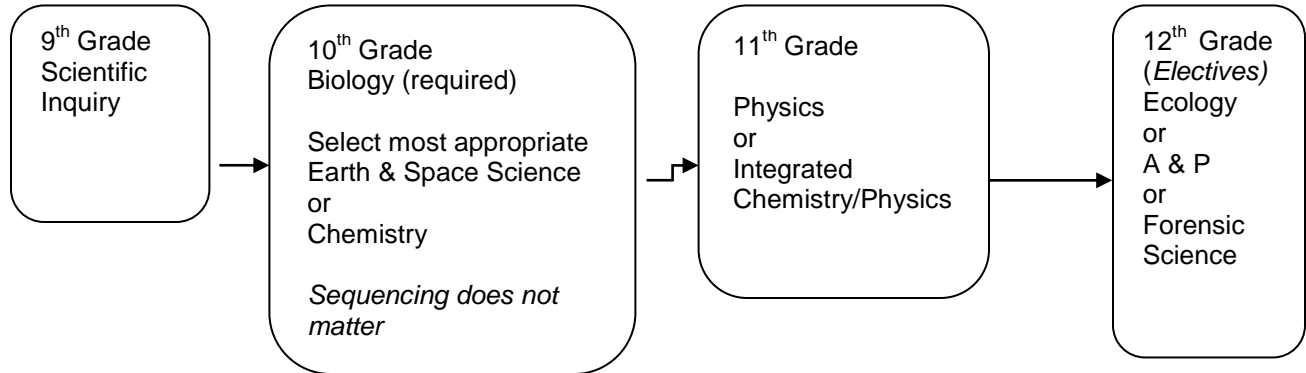 9th Grade
Scientific
Inquiry
10th Grade
Biology (required)
Select most appropriate
Earth & Space Science
or
Chemistry
Sequencing does not
matter
11th Grade
Physics
or
Integrated
Chemistry/Physics
12th Grade
(Electives)
Ecology
or
A & P
or
Forensic
Science